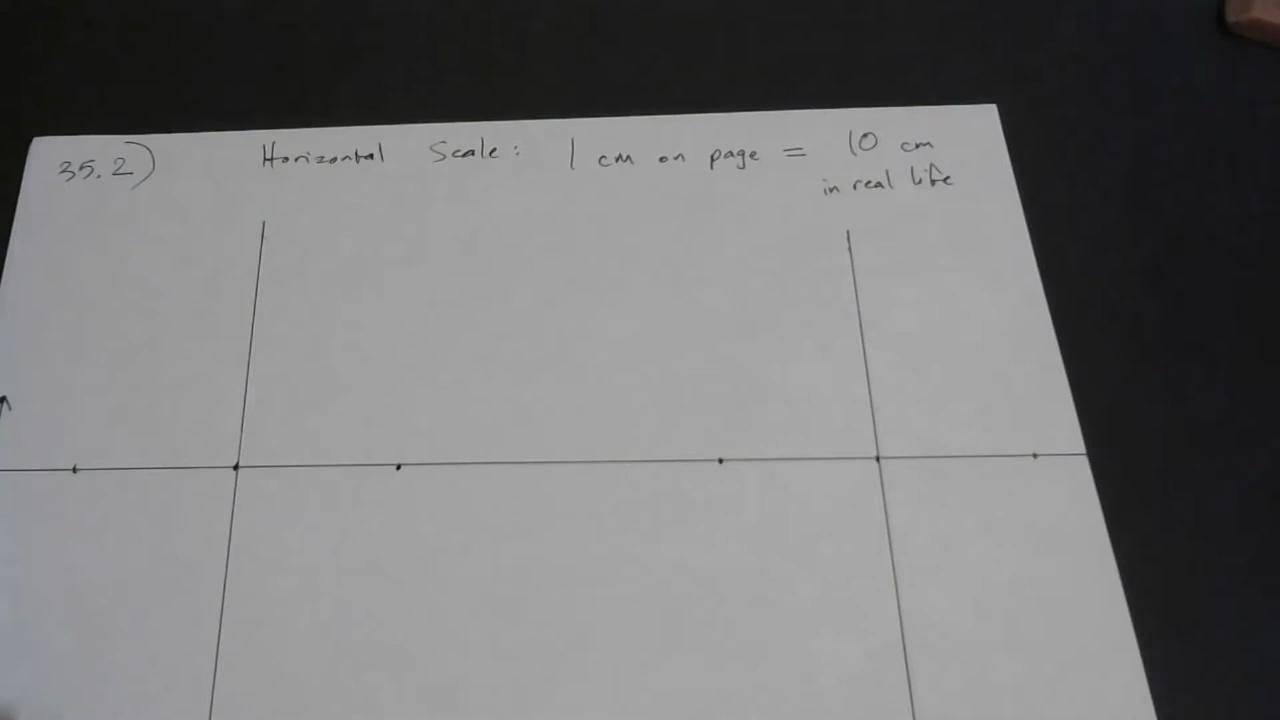 35.2) Horizontal Scale: 1 cm on page = 10 cm
in real life